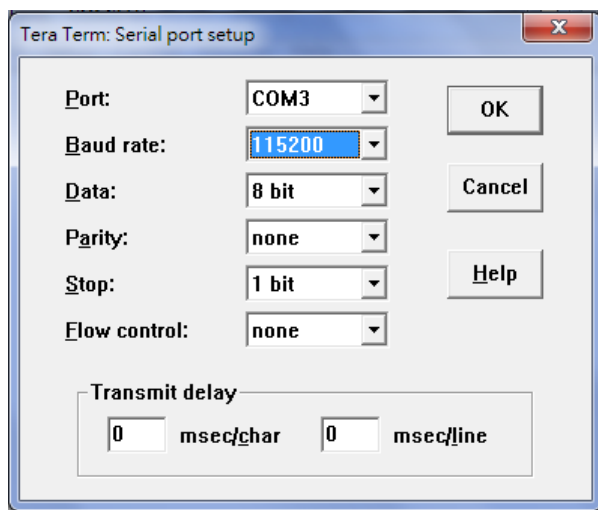 Tera Term: Serial port setup
Port: COM3 OK
Baud rate: 115200
Data: 8 bit Cancel
Parity: none
Stop: 1 bit Help
Flow control: none
Transmit delay
0 msec/char 0 msec/line